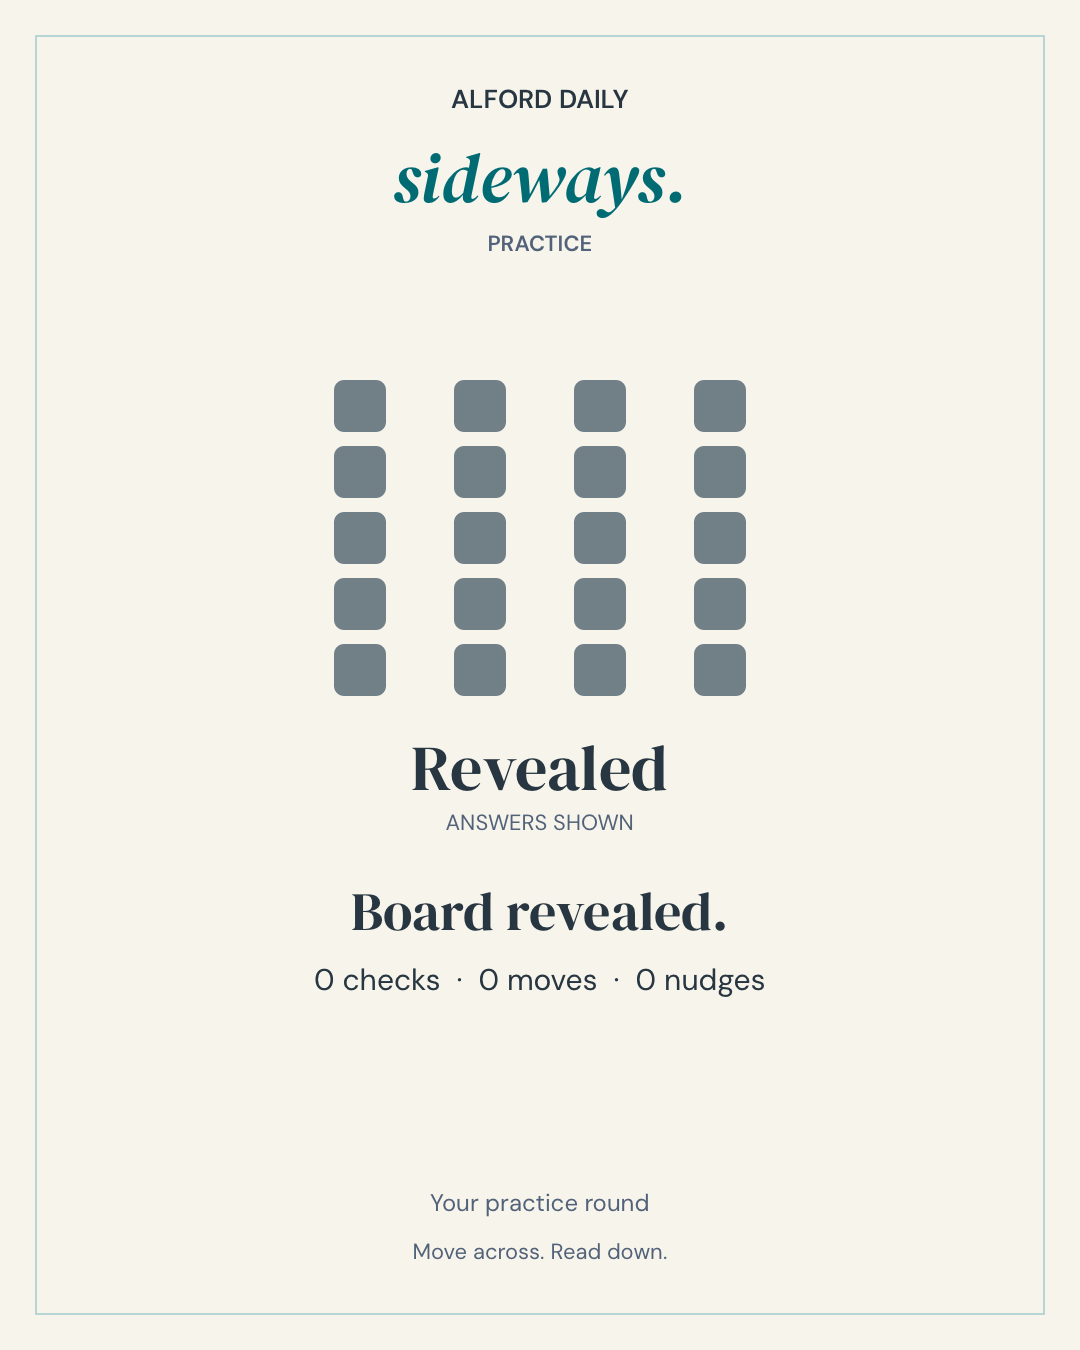 ALFORD DAILY
sideways.
PRACTICE
Revealed
ANSWERS SHOWN
Board revealed.
0 checks · 0 moves · 0 nudges
Your practice round
Move across. Read down.